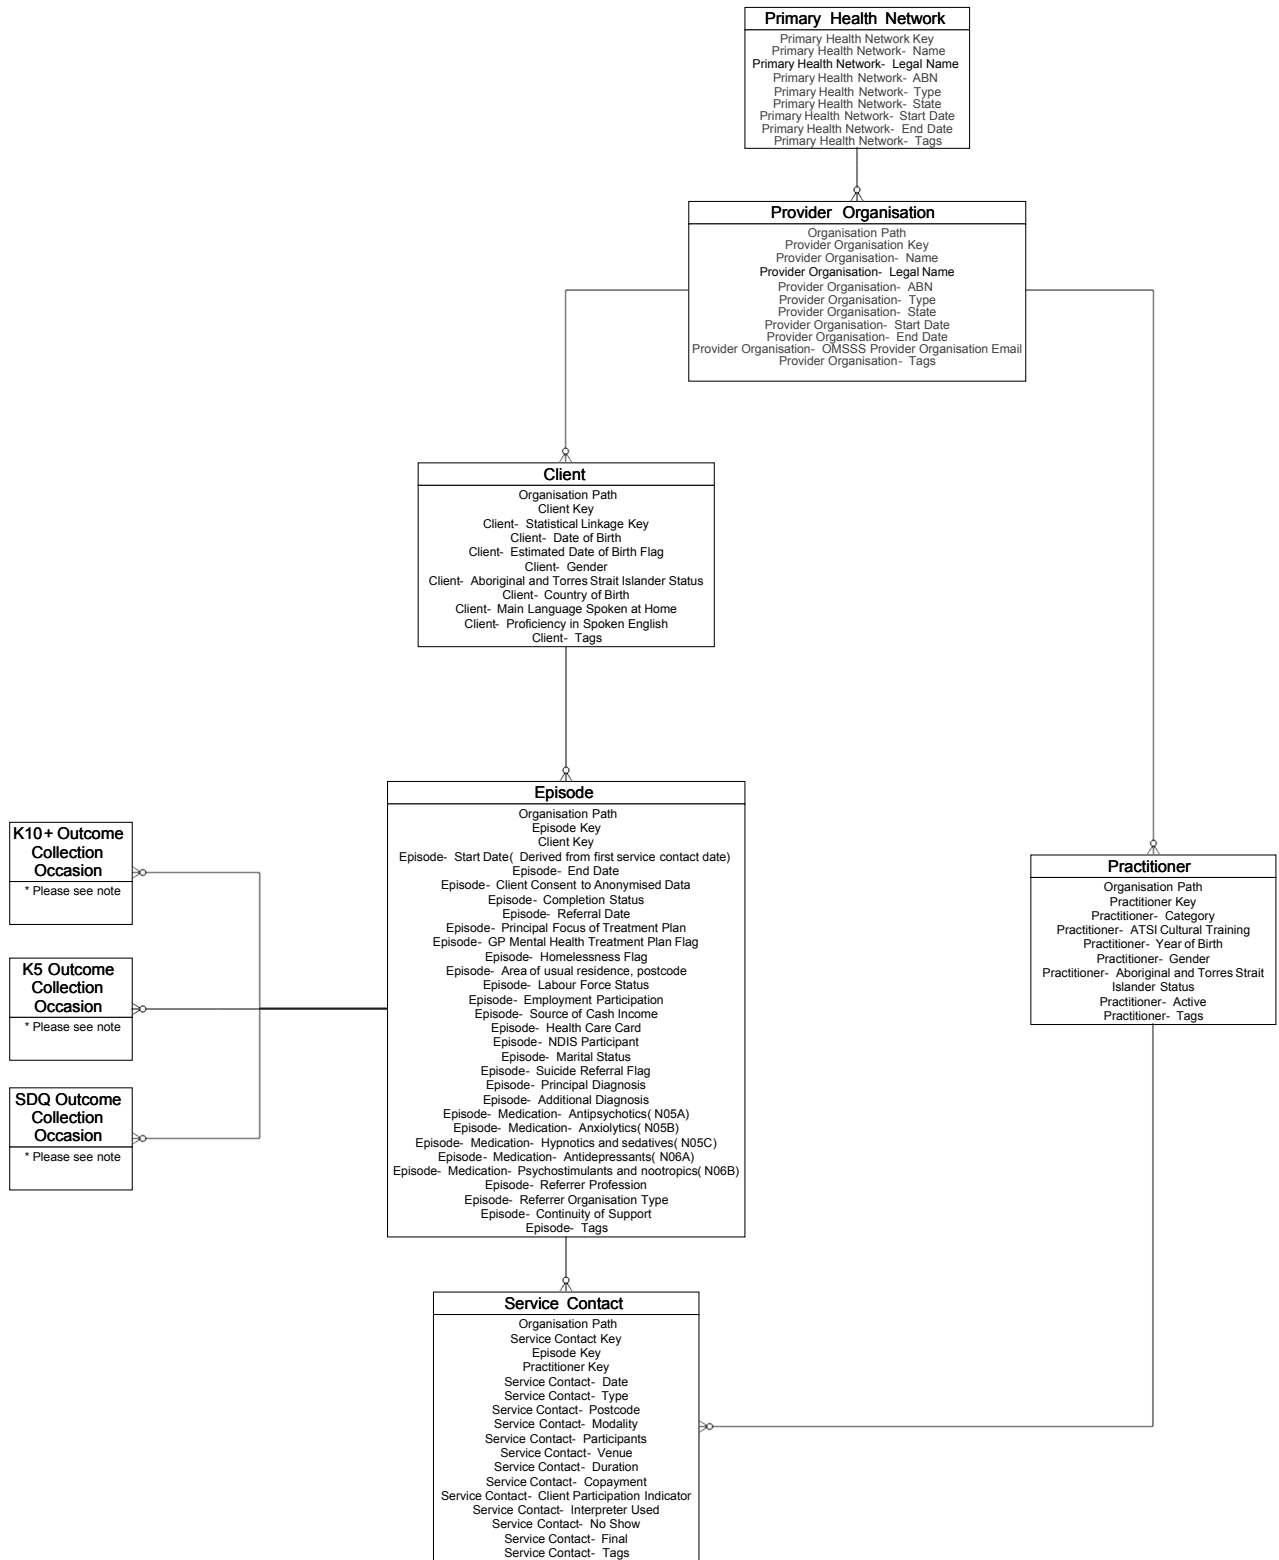 Primary Health Network
Primary Health Network Key
Primary Health Network- Name
Primary Health Network- Legal Name
Primary Health Network- ABN
Primary Health Network- Type
Primary Health Network- State
Primary Health Network- Start Date
Primary Health Network- End Date
Primary Health Network- Tags
Provider Organisation
Organisation Path
Provider Organisation Key
Provider Organisation- Name
Provider Organisation- Legal Name
Provider Organisation- ABN
Provider Organisation- Type
Provider Organisation- State
Provider Organisation- Start Date
Provider Organisation- End Date
Provider Organisation- OMSSS Provider Organisation Email
Provider Organisation- Tags
Client
Organisation Path
Client Key
Client- Statistical Linkage Key
Client- Date of Birth
Client- Estimated Date of Birth Flag
Client- Gender
Client- Aboriginal and Torres Strait Islander Status
Client- Country of Birth
Client- Main Language Spoken at Home
Client- Proficiency in Spoken English
Client- Tags
Episode
Organisation Path
Episode Key
Client Key
Episode- Start Date( Derived from first service contact date)
Episode- End Date
Episode- Client Consent to Anonymised Data
Episode- Completion Status
Episode- Referral Date
Episode- Principal Focus of Treatment Plan
Episode- GP Mental Health Treatment Plan Flag
Episode- Homelessness Flag
Episode- Area of usual residence, postcode
Episode- Labour Force Status
Episode- Employment Participation
Episode- Source of Cash Income
Episode- Health Care Card
Episode- NDIS Participant
Episode- Marital Status
Episode- Suicide Referral Flag
Episode- Principal Diagnosis
Episode- Additional Diagnosis
Episode- Medication- Antipsychotics( N05A)
Episode- Medication- Anxiolytics( N05B)
Episode- Medication- Hypnotics and sedatives( N05C)
Episode- Medication- Antidepressants( N06A)
Episode- Medication- Psychostimulants and nootropics( N06B)
Episode- Referrer Profession
Episode- Referrer Organisation Type
Episode- Continuity of Support
Episode- Tags
K10+ Outcome
Collection
Occasion
* Please see note
K5 Outcome
Collection
Occasion
* Please see note
SDQ Outcome
Collection
Occasion
* Please see note
Practitioner
Organisation Path
Practitioner Key
Practitioner- Category
Practitioner- ATSI Cultural Training
Practitioner- Year of Birth
Practitioner- Gender
Practitioner- Aboriginal and Torres Strait
Islander Status
Practitioner- Active
Practitioner- Tags
Service Contact
Organisation Path
Service Contact Key
Episode Key
Practitioner Key
Service Contact- Date
Service Contact- Type
Service Contact- Postcode
Service Contact- Modality
Service Contact- Participants
Service Contact- Venue
Service Contact- Duration
Service Contact- Copayment
Service Contact- Client Participation Indicator
Service Contact- Interpreter Used
Service Contact- No Show
Service Contact- Final
Service Contact- Tags